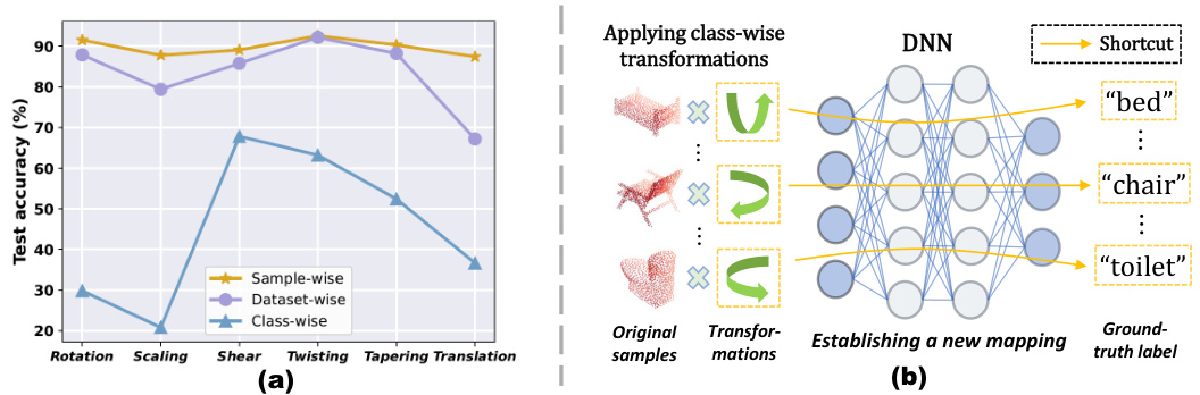 Test accuracy (%)
90
80
70
60
50
40
30
20
Sample-wise
Dataset-wise
Class-wise
Rotation Scaling Shear Twisting Tapering Translation
(a)
Applying class-wise
transformations
DNN
Shortcut
“bed”
“chair”
“toilet”
Original
samples
Transfor-
mations
Establishing a new mapping
Ground-
truth label
(b)